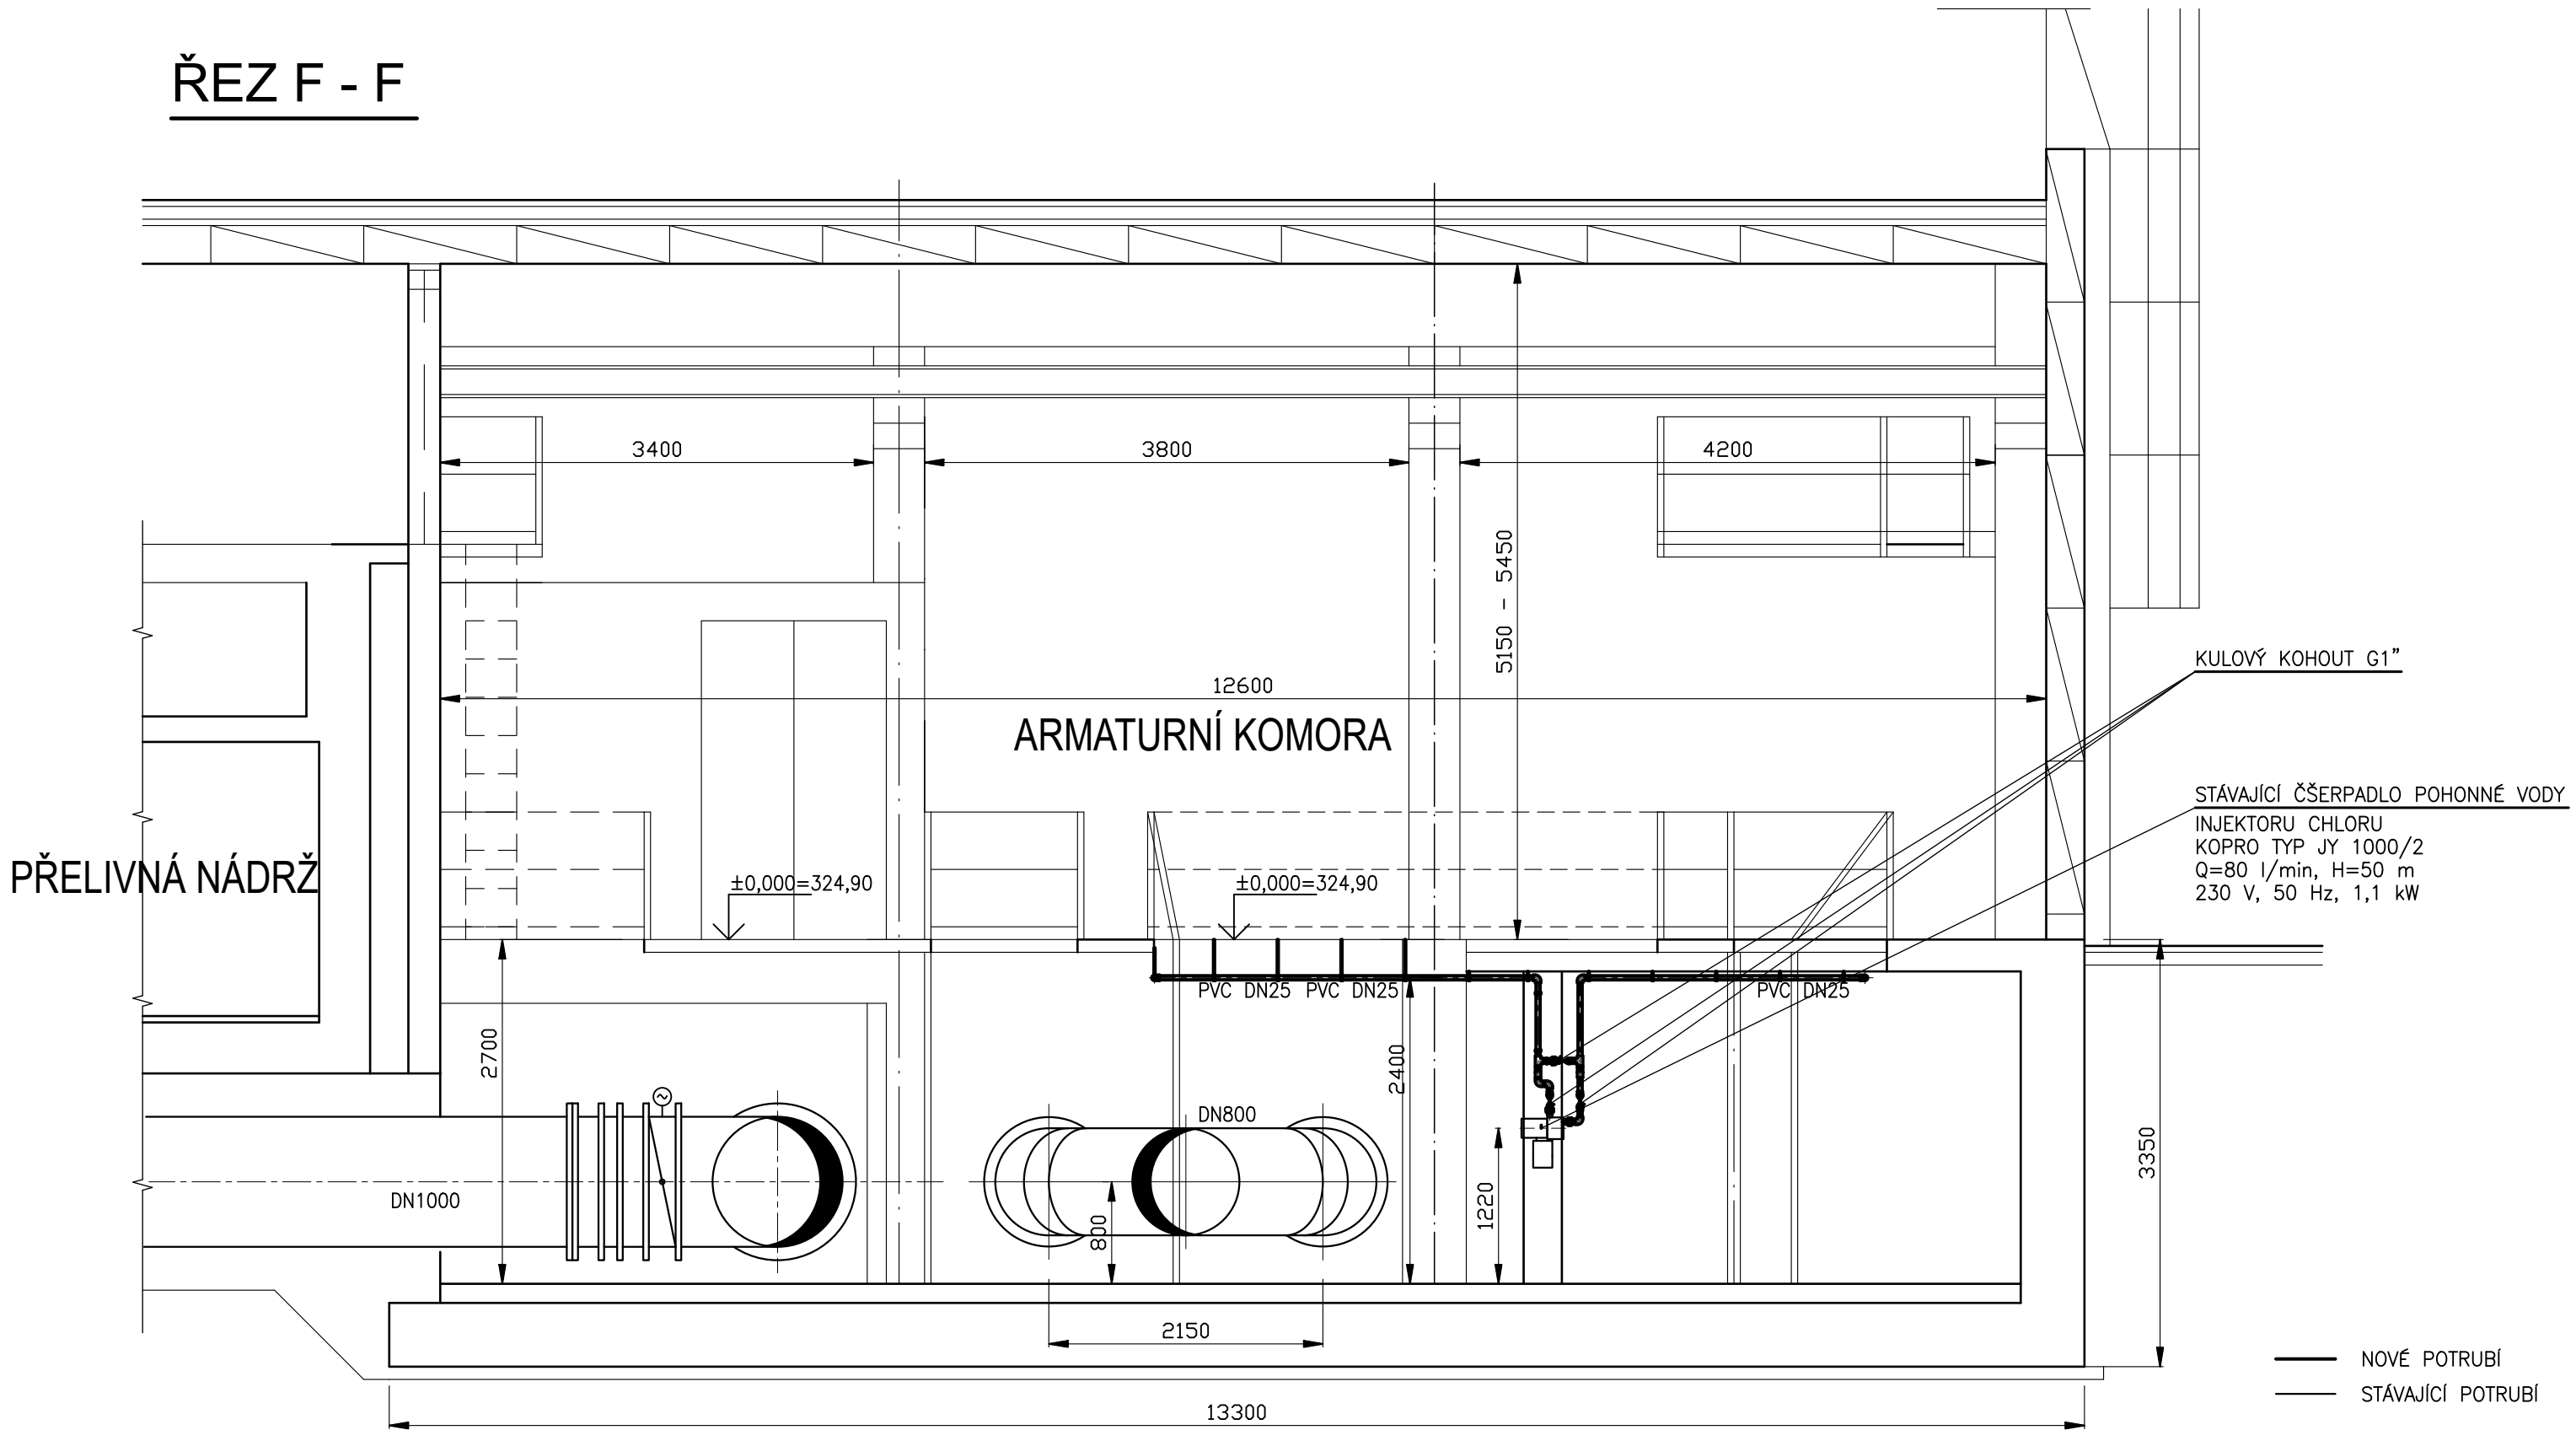 ŘEZ F - F
3400
3800
4200
5150 - 5450
KULOVÝ KOHOUT G1"
12600
ARMATURNÍ KOMORA
STÁVAJÍCÍ ČŠERPADLO POHONNÉ VODY
INJEKTORU CHLORU
KOPRO TYP JY 1000/2
Q=80 l/min, H=50 m
230 V, 50 Hz, 1,1 kW
PŘELIVNÁ NÁDRŽ
±0,000=324,90
±0,000=324,90
PVC DN25 PVC DN25
PVC DN25
2700
2400
DN800
3350
DN1000
1220
800
2150
NOVÉ POTRUBÍ
STÁVAJÍCÍ POTRUBÍ
13300